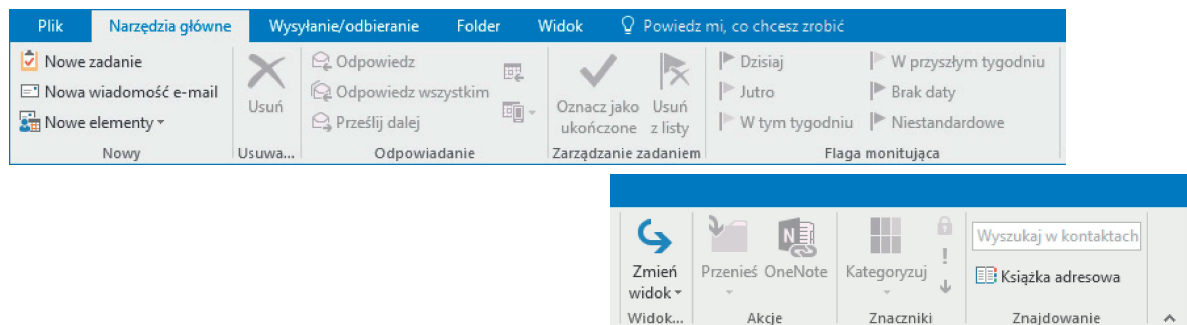 Plik Narzędzia główne Wysyłanie/odbieranie Folder Widok Powiedz mi, co chcesz zrobić
Nowe zadanie
Nowa wiadomość e-mail
Nowe elementy
Nowy
Usuń
Usuwa...
Odpowiedz
Odpowiedz wszystkim
Prześlij dalej
Odpowiadanie
Oznacz jako
ukończone
Usuń
z listy
Zarządzanie zadaniem
Dzisiaj
Jutro
W tym tygodniu
W przyszłym tygodniu
Brak daty
Niestandardowe
Flaga monitująca
Zmień
widok
Widok...
Przenieś
N
OneNote
Akcje
Kategoryzuj
Znaczniki
Wyszukaj w kontaktach
Książka adresowa
Znajdowanie